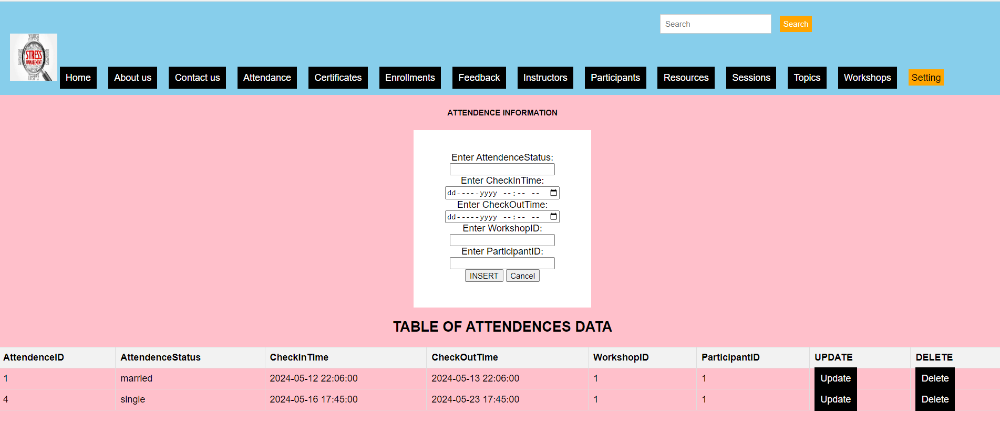 Search Search
WELLNESS
STRESS
MANAGEMENT
LIFESTYLE
Home About us Contact us Attendance Certificates Enrollments Feedback Instructors Participants Resources Sessions Topics Workshops Setting
ATTENDENCE INFORMATION
Enter AttendenceStatus:
Enter CheckInTime:
dd-----yyyy --:-- --
Enter CheckOutTime:
dd-----yyyy --:-- --
Enter WorkshopID:
Enter ParticipantID:
INSERT Cancel
TABLE OF ATTENDENCES DATA
AttendenceID AttendenceStatus CheckInTime CheckOutTime WorkshopID ParticipantID UPDATE DELETE
1 married 2024-05-12 22:06:00 2024-05-13 22:06:00 1 1 Update Delete
4 single 2024-05-16 17:45:00 2024-05-23 17:45:00 1 1 Update Delete